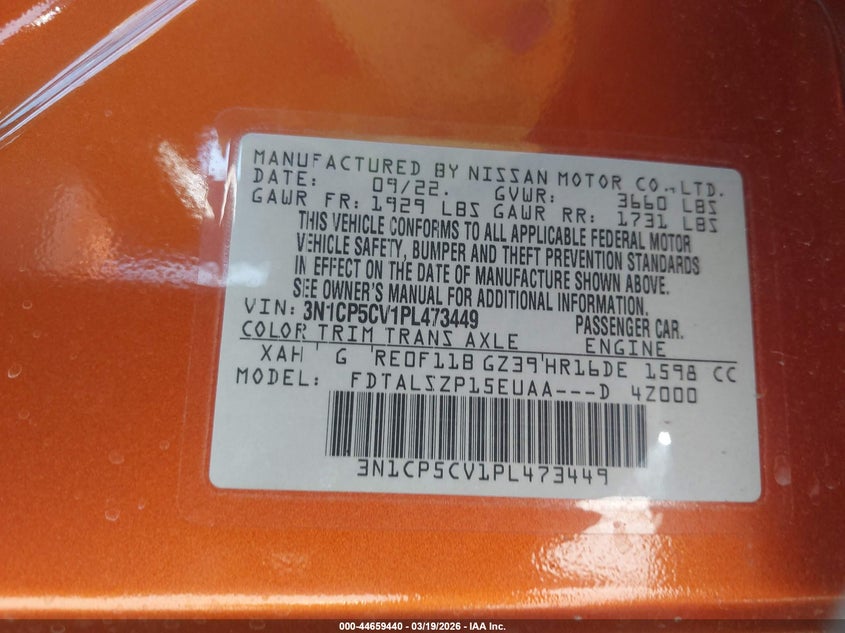 MANUFACTURED BY NISSAN MOTOR CO.,LTD.
DATE: 09/22. GVWR: 3660 LBS
GAWR FR: 1929 LBS GAWR RR: 1731 LBS
THIS VEHICLE CONFORMS TO ALL APPLICABLE FEDERAL MOTOR
VEHICLE SAFETY, BUMPER AND THEFT PREVENTION STANDARDS
IN EFFECT ON THE DATE OF MANUFACTURE SHOWN ABOVE.
SEE OWNER'S MANUAL FOR ADDITIONAL INFORMATION.
VIN: 3N1CP5CV1PL473449 PASSENGER CAR.
COLOR TRIM TRANS AXLE ENGINE
XAH G RE0F11B GZ39 HR16DE 1598 CC
MODEL: FDTALSZP15EUAA---D 4Z000
3N1CP5CV1PL473449
000-44659440 - 03/19/2026 - IAA Inc.